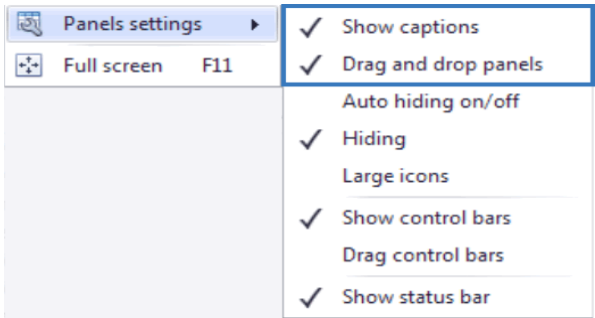 Panels settings
Full screen F11
Show captions
Drag and drop panels
Auto hiding on/off
Hiding
Large icons
Show control bars
Drag control bars
Show status bar